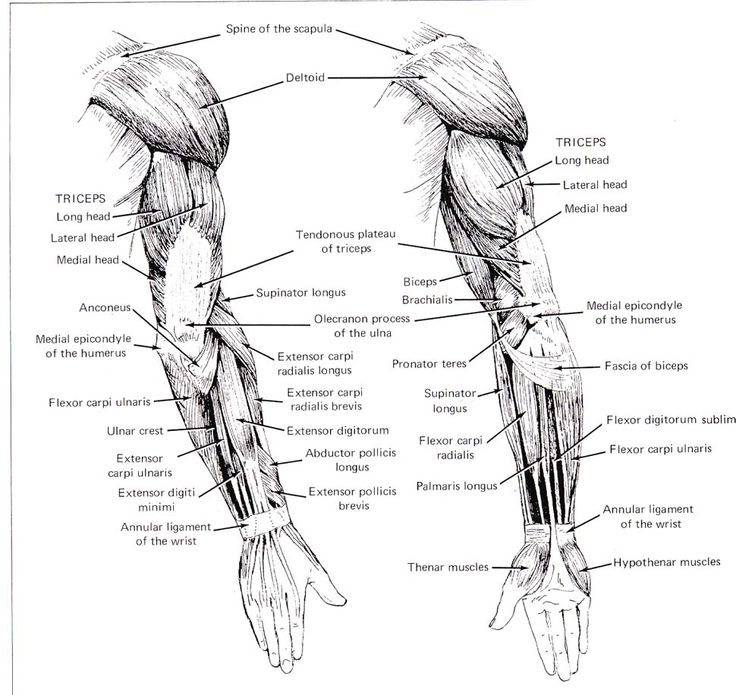 Spine of the scapula
Deltoid
TRICEPS
Long head
Lateral head
Medial head
Anconeus
Medial epicondyle
of the humerus
Flexor carpi ulnaris
Ulnar crest
Extensor
carpi ulnaris
Extensor digiti
minimi
Annular ligament
of the wrist
Tendonous plateau
of triceps
Supinator longus
Olecranon process
of the ulna
Extensor carpi
radialis longus
Extensor carpi
radialis brevis
Extensor digitorum
Abductor pollicis
longus
Extensor pollicis
brevis
TRICEPS
Long head
Lateral head
Medial head
Biceps
Brachialis
Medial epicondyle
of the humerus
Pronator teres
Fascia of biceps
Supinator
longus
Flexor digitorum sublim
Flexor carpi
radialis
Flexor carpi ulnaris
Palmaris longus
Annular ligament
of the wrist
Thenar muscles
Hypothenar muscles